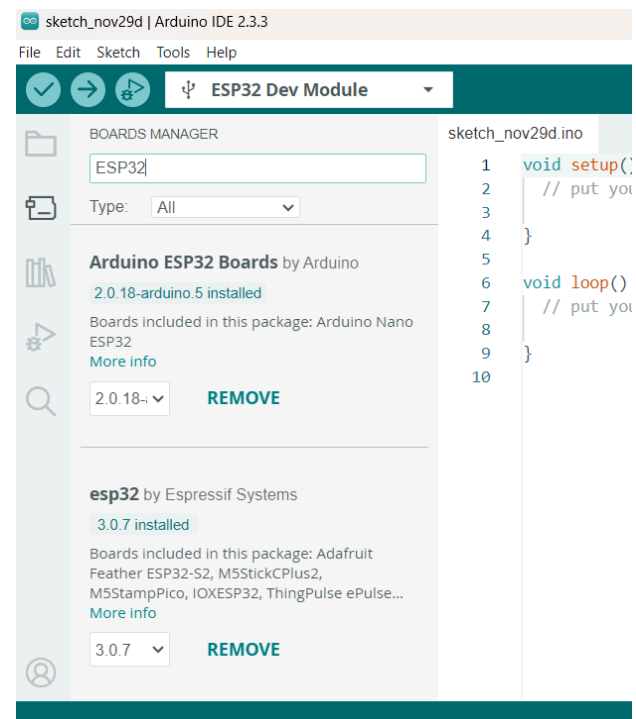 sketch_nov29d | Arduino IDE 2.3.3
File Edit Sketch Tools Help
ESP32 Dev Module
BOARDS MANAGER
ESP32
Type: All
Arduino ESP32 Boards by Arduino
2.0.18-arduino.5 installed
Boards included in this package: Arduino Nano
ESP32
More info
2.0.18-a
REMOVE
esp32 by Espressif Systems
3.0.7 installed
Boards included in this package: Adafruit
Feather ESP32-S2, M5StickCPlus2,
M5StampPico, IOXESP32, ThingPulse ePulse...
More info
3.0.7
REMOVE
sketch_nov29d.ino
1 void setup()
2 // put you
3
4 }
5
6 void loop()
7 // put you
8
9 }
10